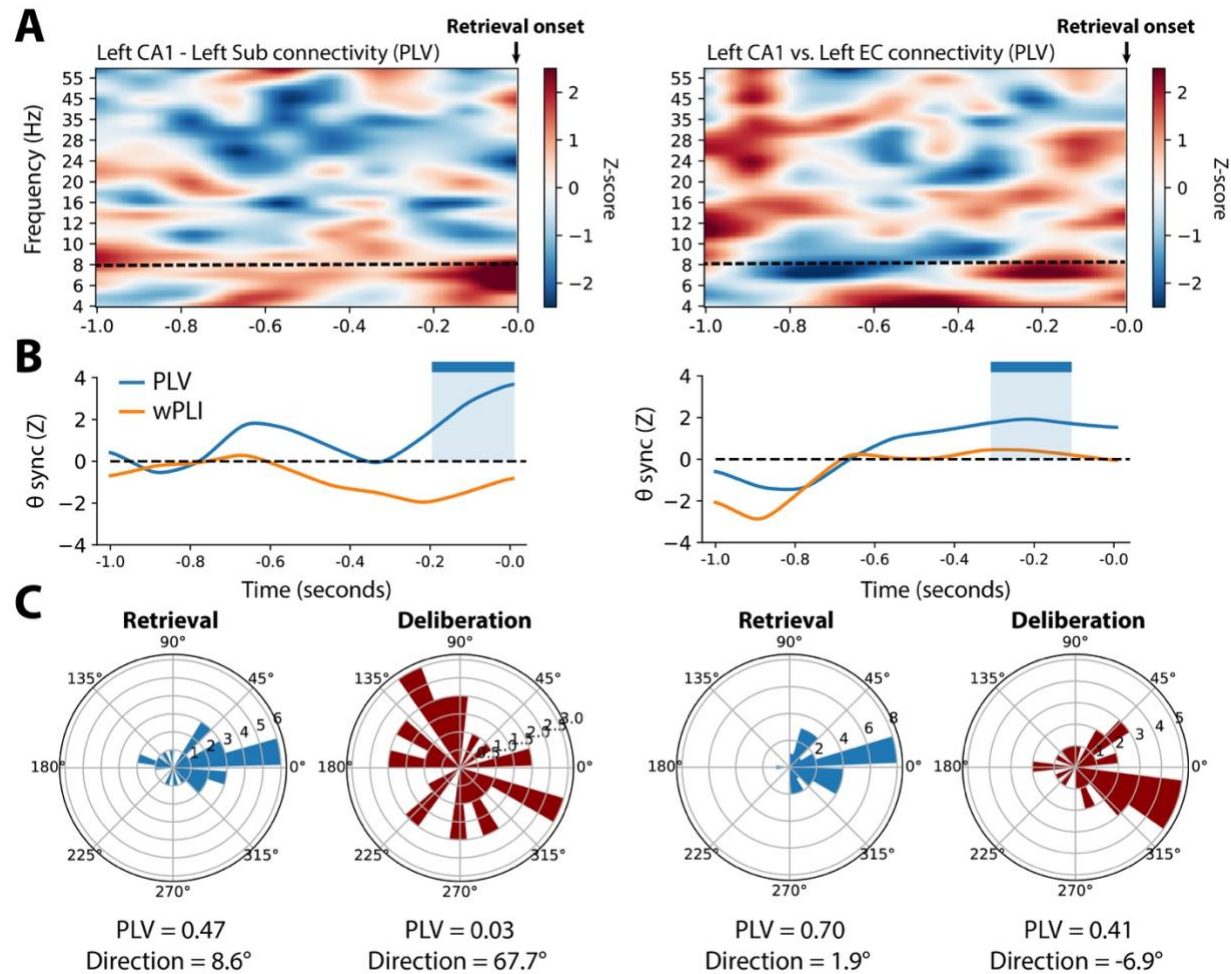 A
Retrieval onset
Left CA1 - Left Sub connectivity (PLV)
Frequency (Hz)
55
45
35
28
24
20
16
12
10
8
6
4
-1.0 -0.8 -0.6 -0.4 -0.2 -0.0
2
1
0
−1
−2
Z-score
Retrieval onset
Left CA1 vs. Left EC connectivity (PLV)
55
45
35
28
24
20
16
12
10
8
6
4
-1.0 -0.8 -0.6 -0.4 -0.2 -0.0
2
1
0
−1
−2
Z-score
B
θ sync (Z)
4
2
0
−2
−4
PLV
wPLI
-1.0 -0.8 -0.6 -0.4 -0.2 -0.0
Time (seconds)
θ sync (Z)
4
2
0
−2
−4
-1.0 -0.8 -0.6 -0.4 -0.2 -0.0
Time (seconds)
C
Retrieval
90°
135° 45°
180° 0°
225° 315°
270°
1 2 3 4 5 6
PLV = 0.47
Direction = 8.6°
Deliberation
90°
135° 45°
180° 0°
225° 315°
270°
0.5 1.0 1.5 2.0 2.5 3.0
PLV = 0.03
Direction = 67.7°
Retrieval
90°
135° 45°
180° 0°
225° 315°
270°
2 4 6 8
PLV = 0.70
Direction = 1.9°
Deliberation
90°
135° 45°
180° 0°
225° 315°
270°
1 2 3 4 5
PLV = 0.41
Direction = -6.9°